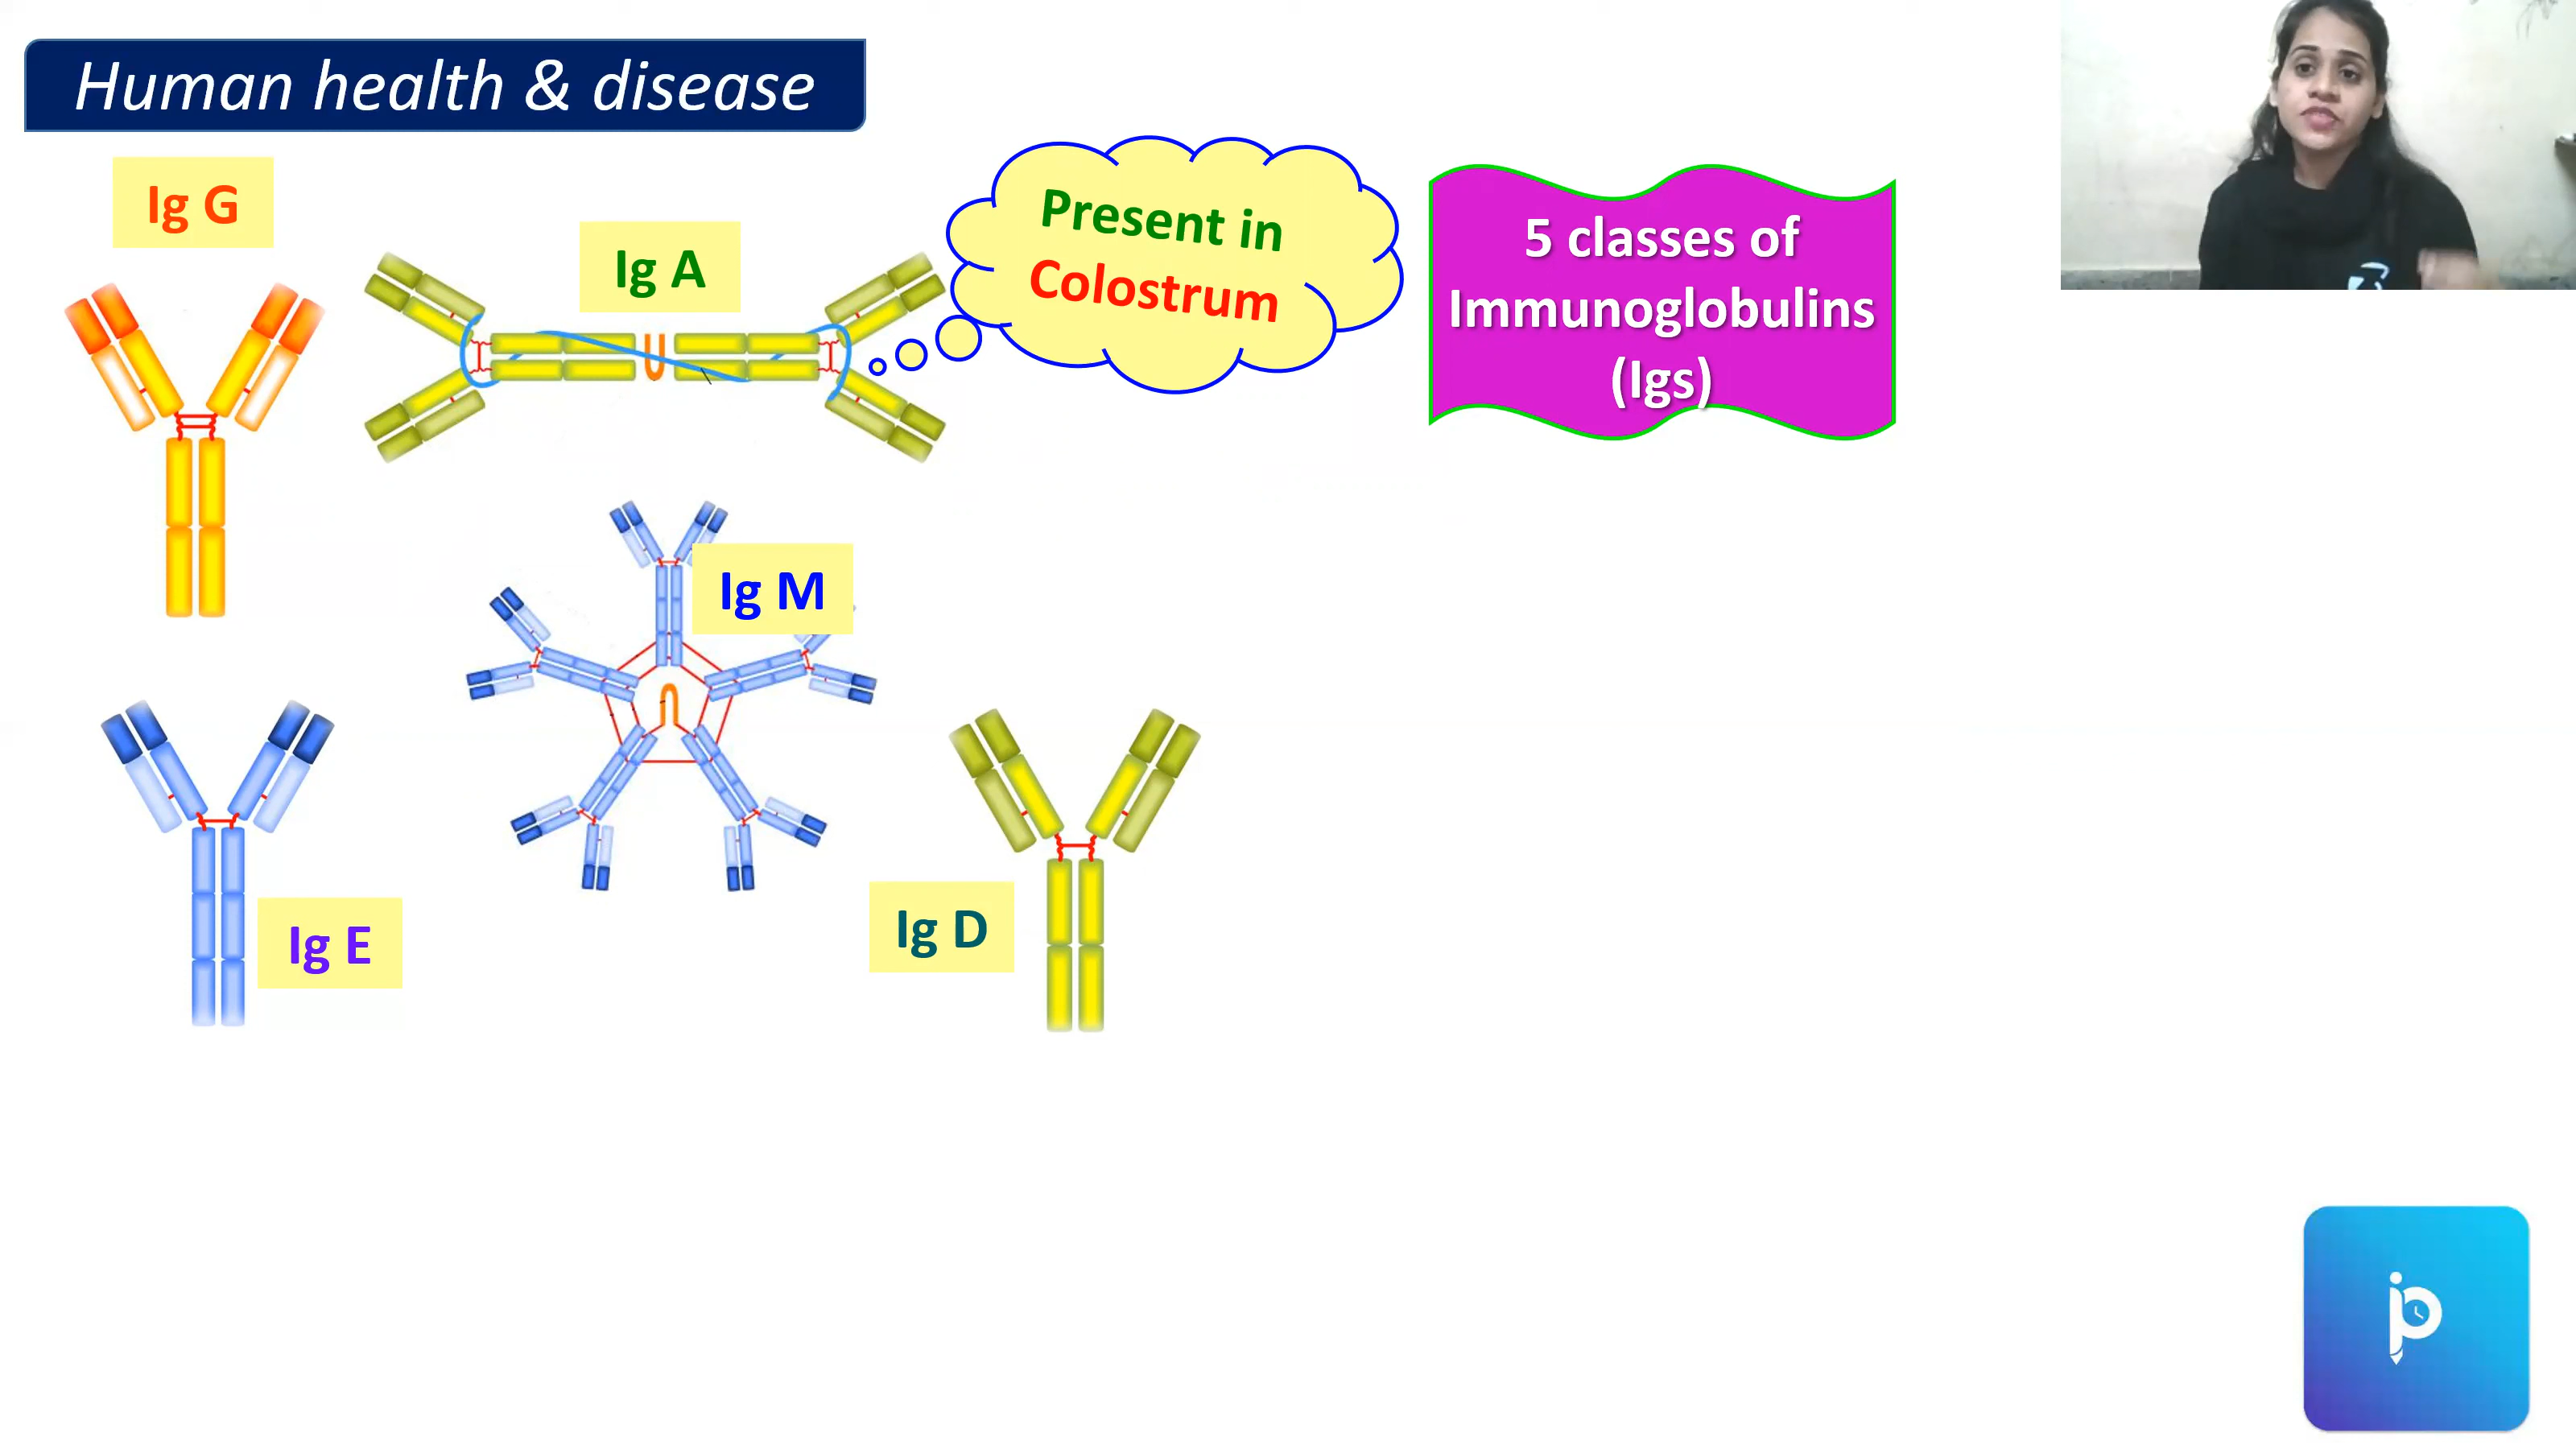 Human health & disease
Ig G
Ig A
Present in
Colostrum
5 classes of
Immunoglobulins
(Igs)
Ig M
Ig E
Ig D